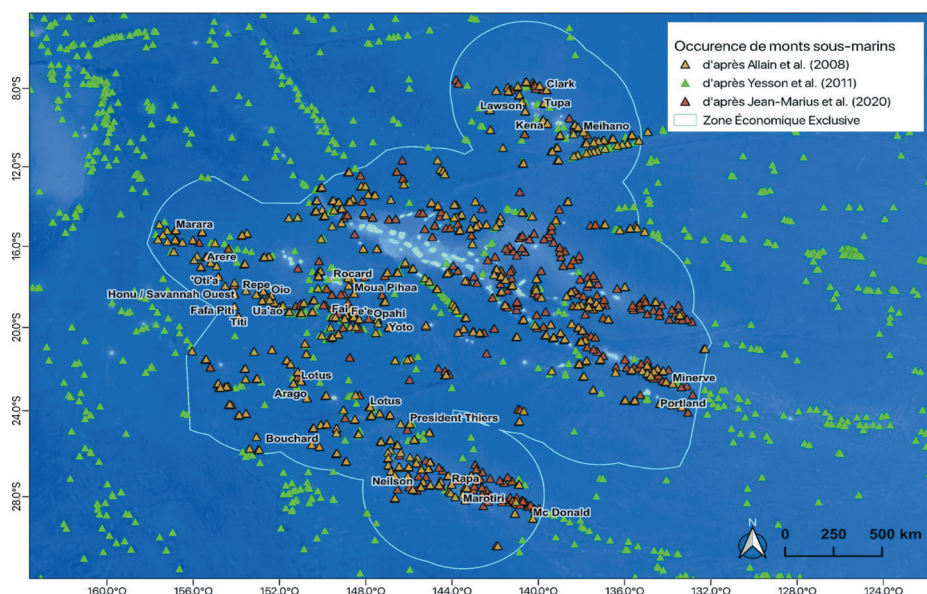 Occurence de monts sous-marins
d'après Allain et al. (2008)
d'après Yesson et al. (2011)
d'après Jean-Marius et al. (2020)
Zone Économique Exclusive
8.0°S
12.0°S
16.0°S
20.0°S
24.0°S
28.0°S
Clark
Lawson
Tupa
Kena
Meihano
Marara
Arere
'Oti'a
Rocard
Repe
Oio
Moua Pihaa
Honu / Savannah Ouest
Fafa Piti
Ua'ao
Fai
Fe'e
Opahi
Titi
Yoto
Lotus
Arago
Minerve
Lotus
Portland
President Thiers
Bouchard
Neilson
Rapa
Marotiri
Mc Donald
N
0 250 500 km
160.0°O
156.0°O
152.0°O
148.0°O
144.0°O
140.0°O
136.0°O
132.0°O
128.0°O
124.0°O